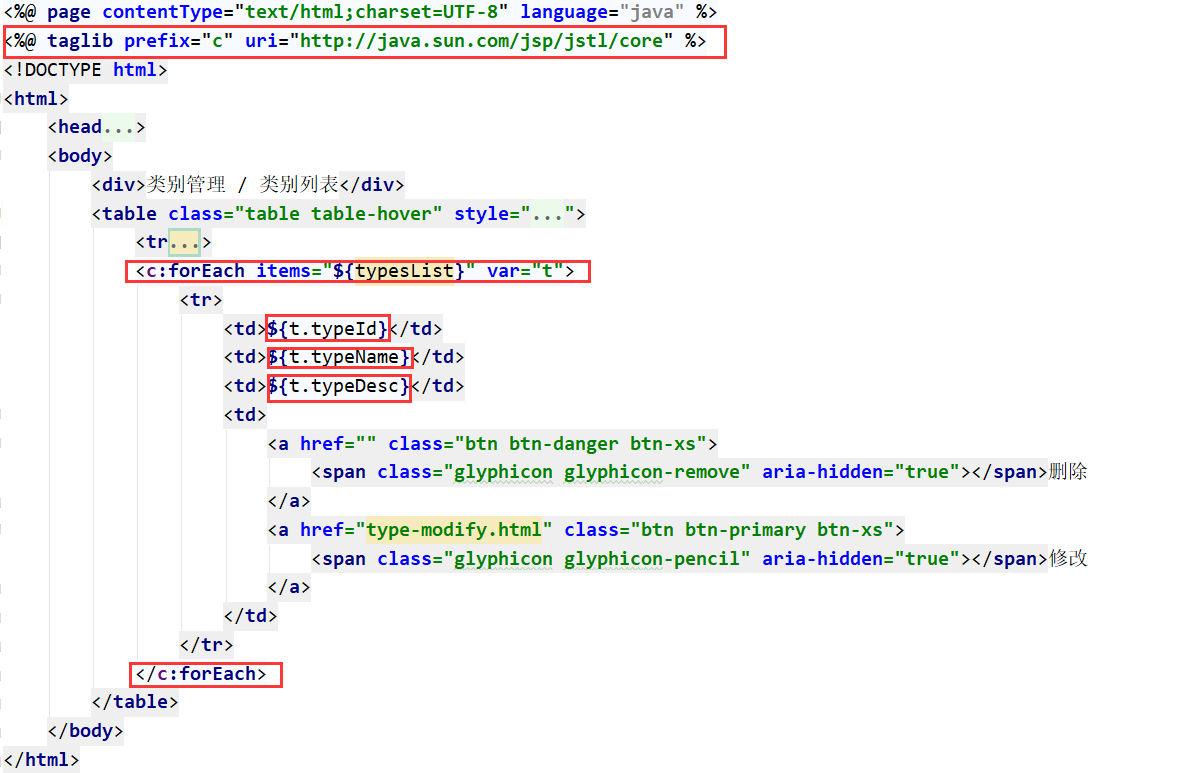 <%@ page contentType="text/html;charset=UTF-8" language="java" %>
<%@ taglib prefix="c" uri="http://java.sun.com/jsp/jstl/core" %>
<!DOCTYPE html>
<html>
    <head...>
    <body>
        <div>类别管理 / 类别列表</div>
        <table class="table table-hover" style="...">
            <tr...>
            <c:forEach items="${typesList}" var="t">
                <tr>
                    <td>${t.typeId}</td>
                    <td>${t.typeName}</td>
                    <td>${t.typeDesc}</td>
                    <td>
                        <a href="" class="btn btn-danger btn-xs">
                            <span class="glyphicon glyphicon-remove" aria-hidden="true"></span>删除
                        </a>
                        <a href="type-modify.html" class="btn btn-primary btn-xs">
                            <span class="glyphicon glyphicon-pencil" aria-hidden="true"></span>修改
                        </a>
                    </td>
                </tr>
            </c:forEach>
        </table>
    </body>
</html>